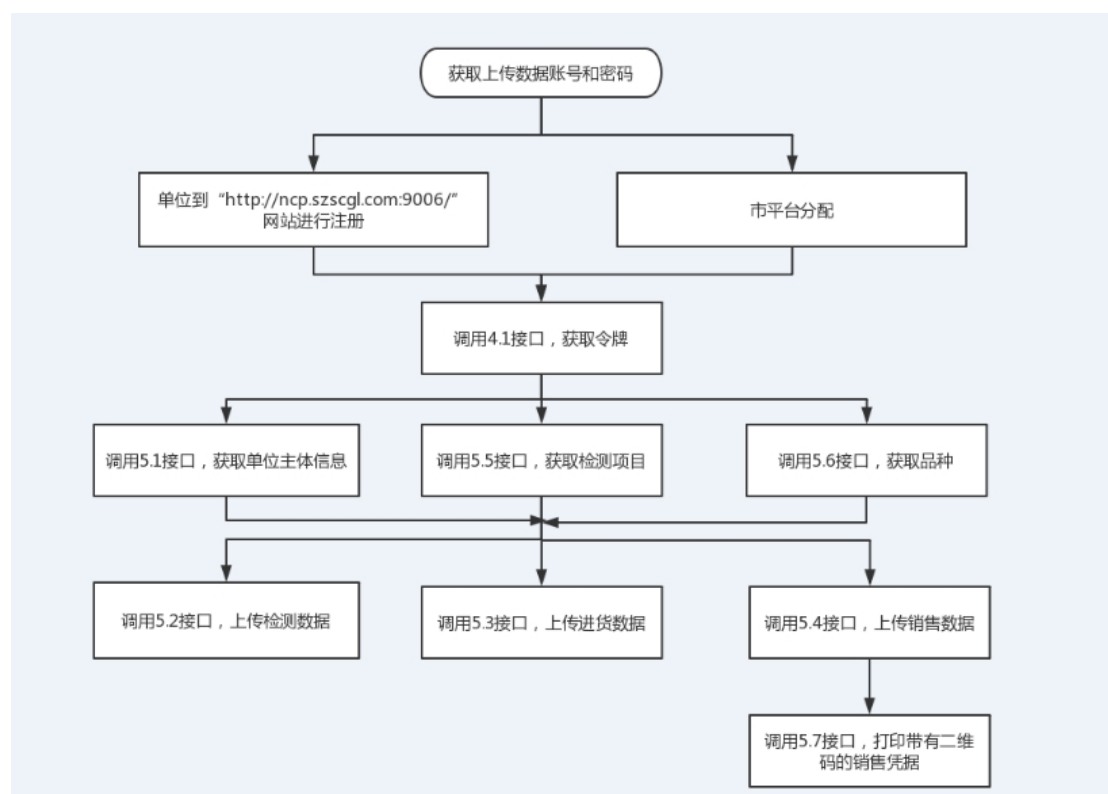 获取上传数据账号和密码
单位到“http://ncp.szscgl.com:9006/”
网站进行注册
市平台分配
调用4.1接口，获取令牌
调用5.1接口，获取单位主体信息
调用5.5接口，获取检测项目
调用5.6接口，获取品种
调用5.2接口，上传检测数据
调用5.3接口，上传进货数据
调用5.4接口，上传销售数据
调用5.7接口，打印带有二维
码的销售凭据